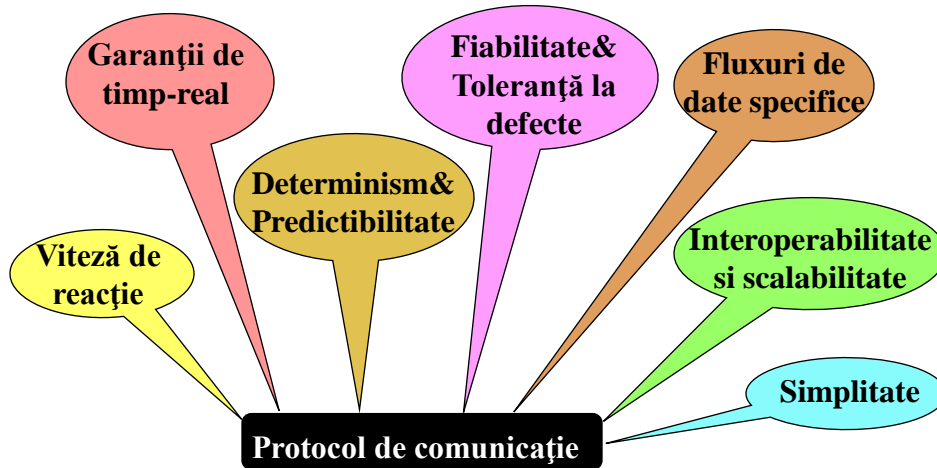 Garanţii de
timp-real
Fiabilitate&
Toleranţă la
defecte
Fluxuri de
date specifice
Determinism&
Predictibilitate
Viteză de
reacţie
Interoperabilitate
si scalabilitate
Simplitate
Protocol de comunicaţie